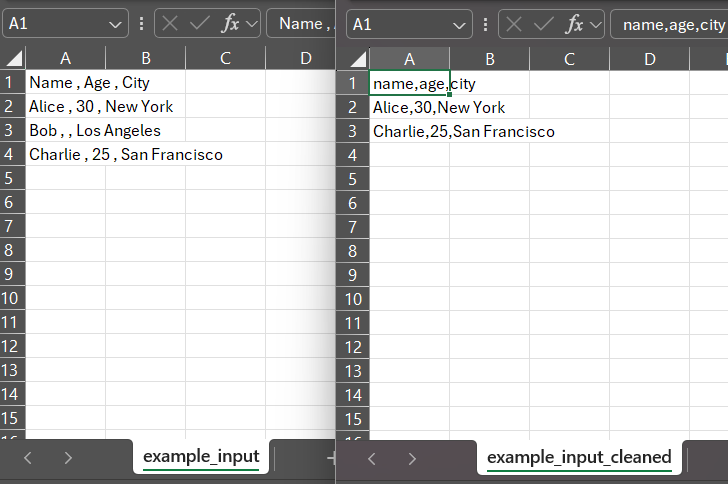 A1 fx Name , .
A B C D
1 Name , Age , City
2 Alice , 30 , New York
3 Bob , , Los Angeles
4 Charlie , 25 , San Francisco
5
6
7
8
9
10
11
12
13
14
15
example_input
A1 fx name,age,city
A B C D
1 name,age,city
2 Alice,30,New York
3 Charlie,25,San Francisco
4
5
6
7
8
9
10
11
12
13
14
15
example_input_cleaned